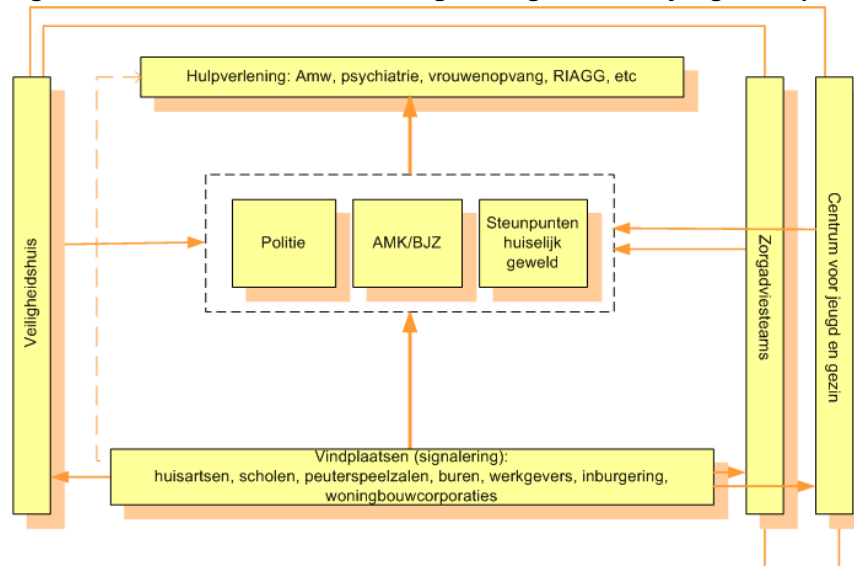 Hulpverlening: Amw, psychiatrie, vrouwenopvang, RIAGG, etc
Veiligheidshuis
Politie
AMK/BJZ
Steunpunten
huiselijk
geweld
Zorgadviesteams
Centrum voor jeugd en gezin
Vindplaatsen (signalering):
huisartsen, scholen, peuterspeelzalen, buren, werkgevers, inburgering,
woningbouwcorporaties